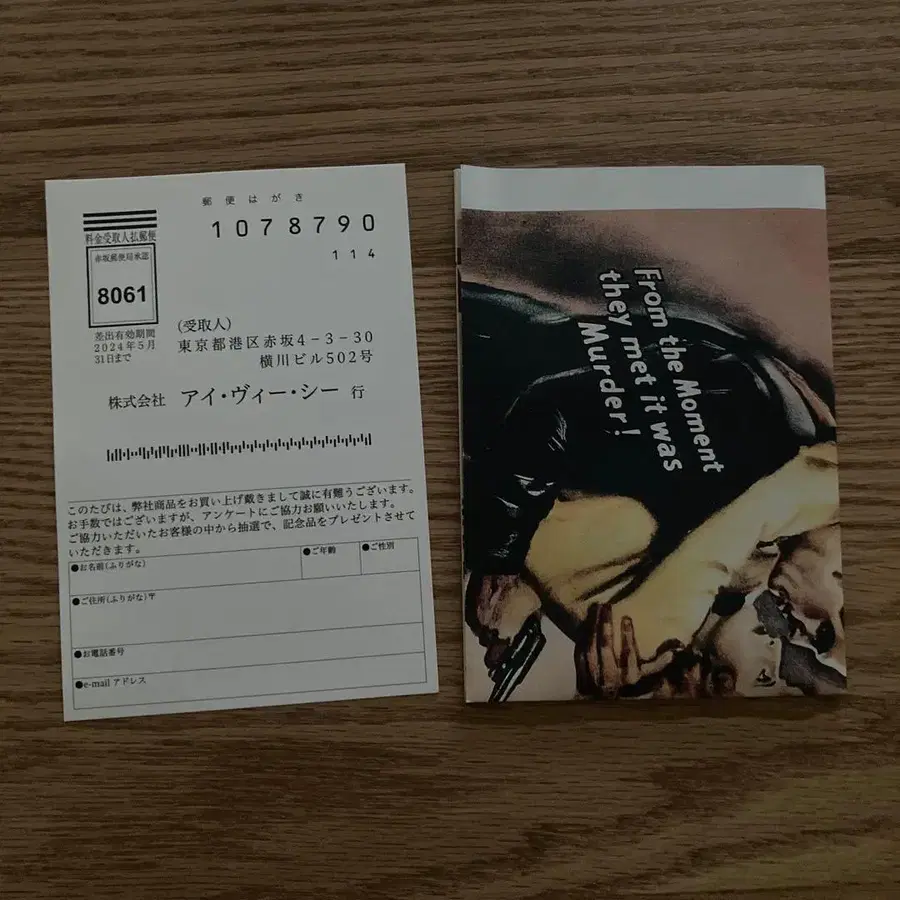 郵便はがき
1078790
114
料金受取人払郵便
赤坂郵便局承認
8061
差出有効期間
2024年5月
31日まで
(受取人)
東京都港区赤坂4-3-30
横川ビル502号
株式会社 アイ・ヴィー・シー 行
このたびは、弊社商品をお買い上げ戴きまして誠に有難うございます。
お手数ではございますが、アンケートにご協力お願いいたします。
ご協力いただいたお客様の中から抽選で、記念品をプレゼントさせて
いただきます。
●お名前(ふりがな)
●ご年齢
●ご性別
●ご住所(ふりがな)〒
●お電話番号
●e-mail アドレス
From the Moment
they met it was
Murder!